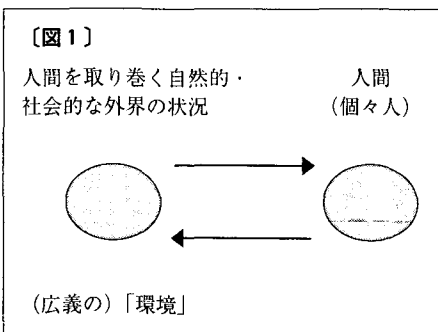 〔図1〕
人間を取り巻く自然的・
社会的な外界の状況
人間
(個々人)
(広義の)「環境」